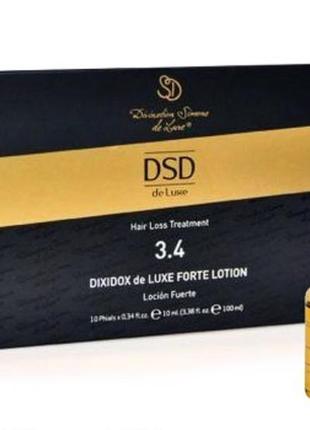 SD
Divination Simone
de Luxe®
DSD
de Luxe
Hair Loss Treatment
3.4
DIXIDOX de LUXE FORTE LOTION
Loción Fuerte
10 Phials x 0.34 fl.oz. ℮ 10 ml. (3.38 fl.oz. ℮ 100 ml)